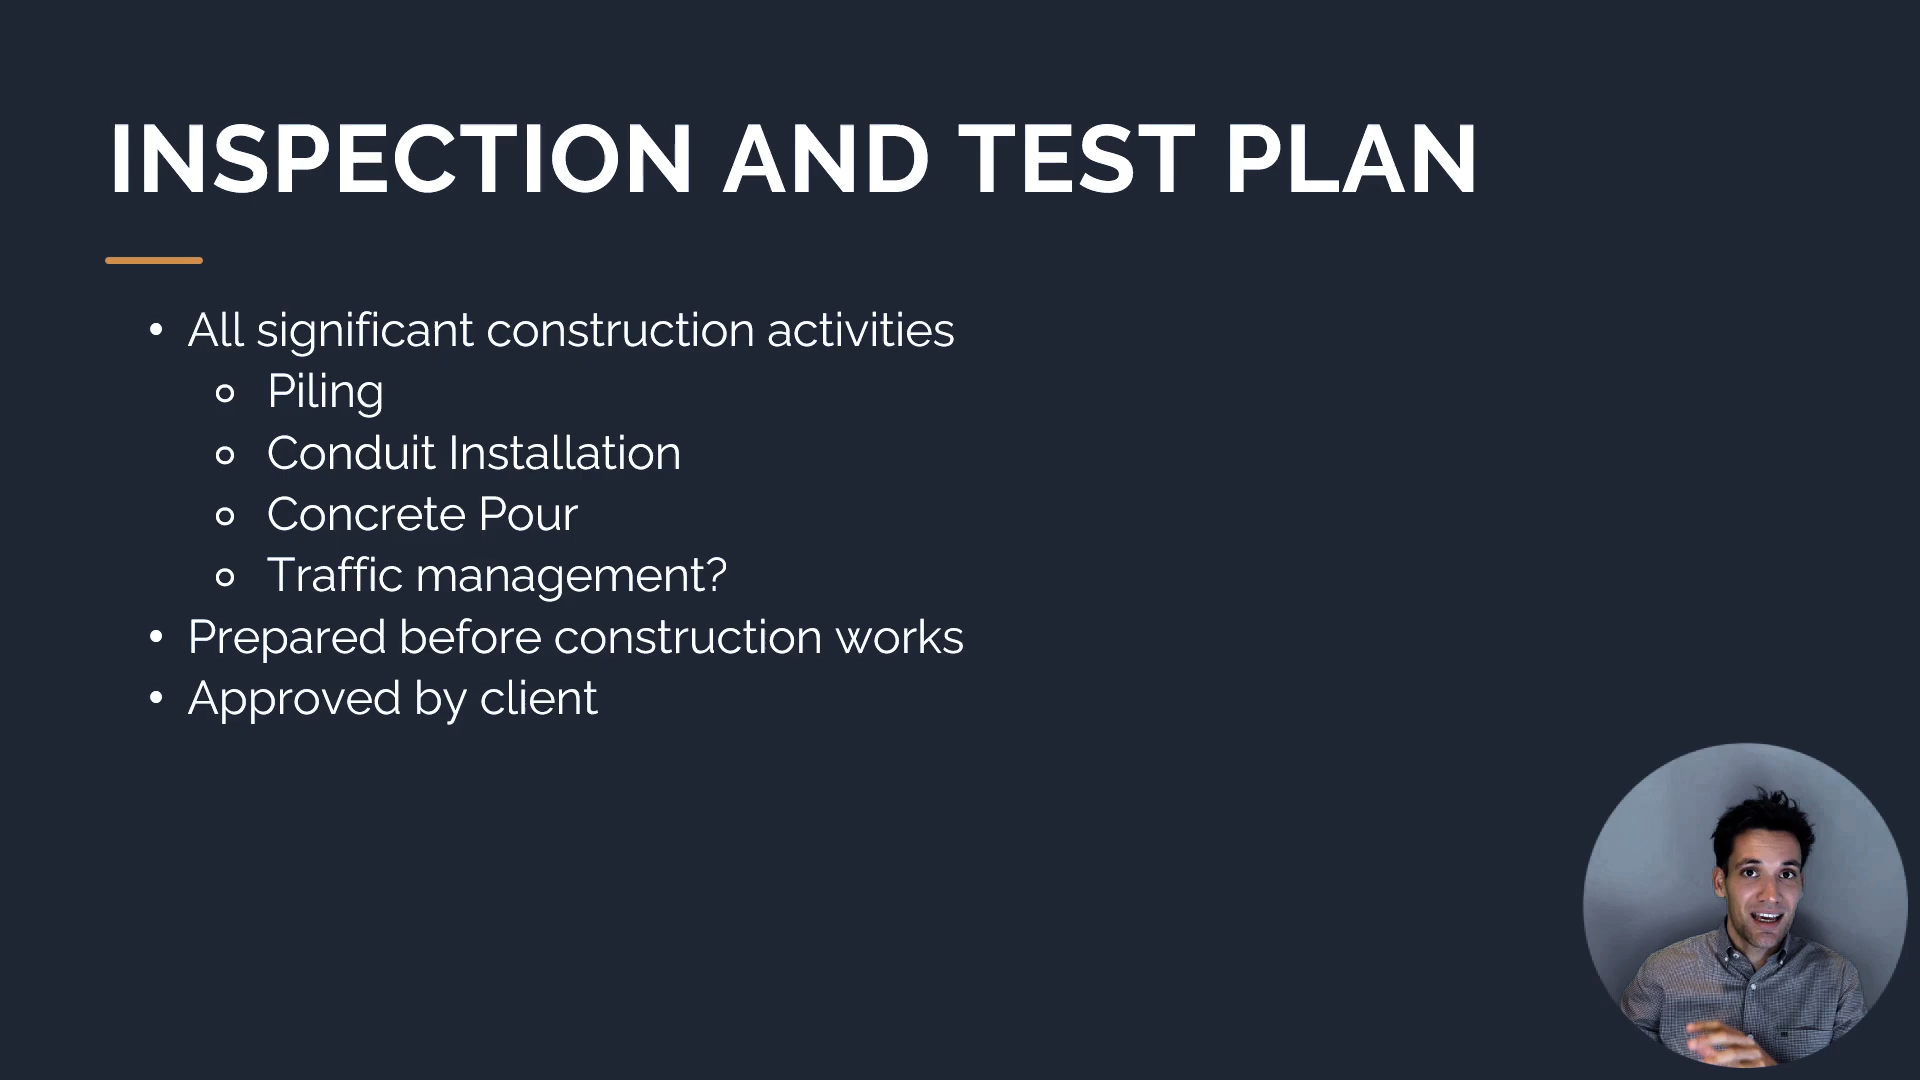 INSPECTION AND TEST PLAN
• All significant construction activities
o Piling
o Conduit Installation
o Concrete Pour
o Traffic management?
• Prepared before construction works
• Approved by client